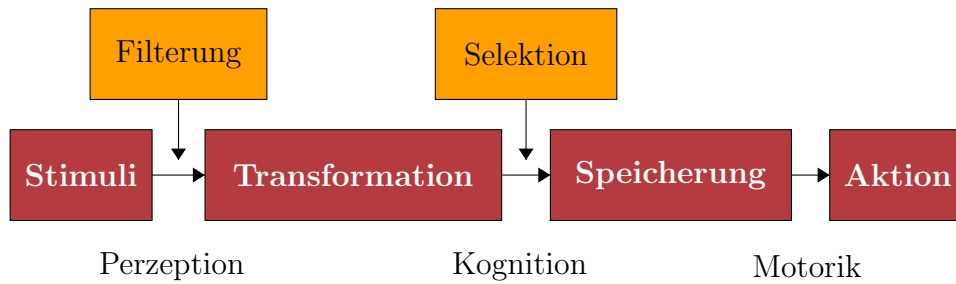 Filterung
Selektion
Stimuli
Transformation
Speicherung
Aktion
Perzeption
Kognition
Motorik